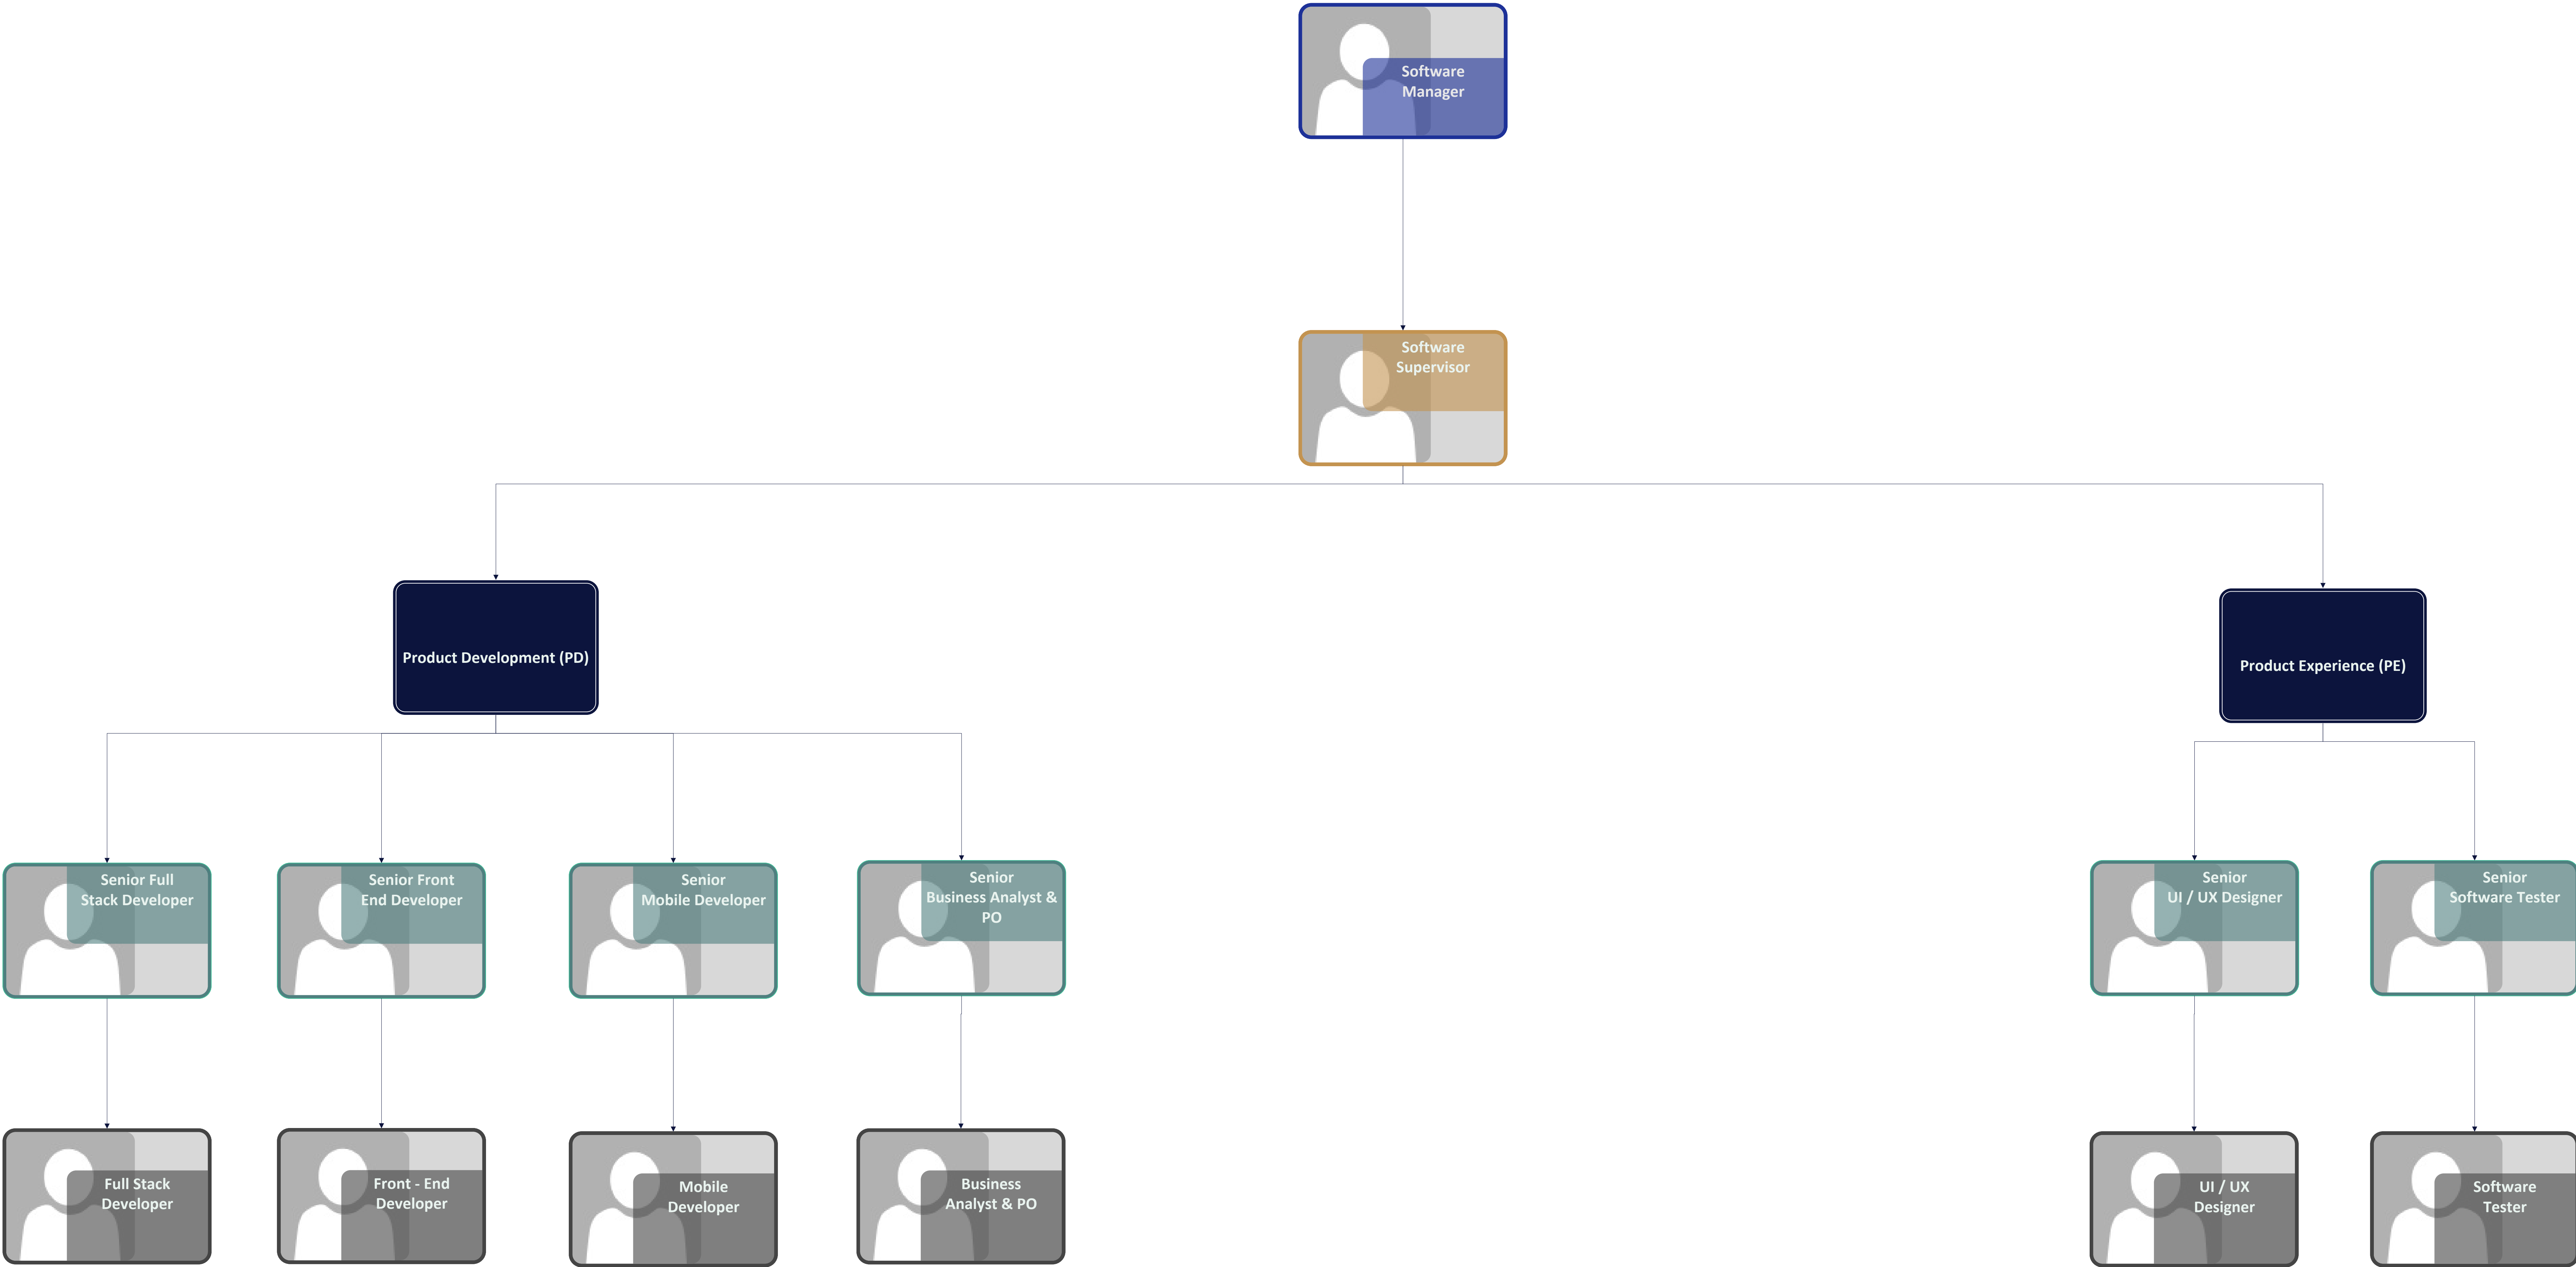 Software
Manager
Software
Supervisor
Product Development (PD)
Product Experience (PE)
Senior Full
Stack Developer
Senior Front
End Developer
Senior
Mobile Developer
Senior
Business Analyst &
PO
Senior
UI / UX Designer
Senior
Software Tester
Full Stack
Developer
Front - End
Developer
Mobile
Developer
Business
Analyst & PO
UI / UX
Designer
Software
Tester